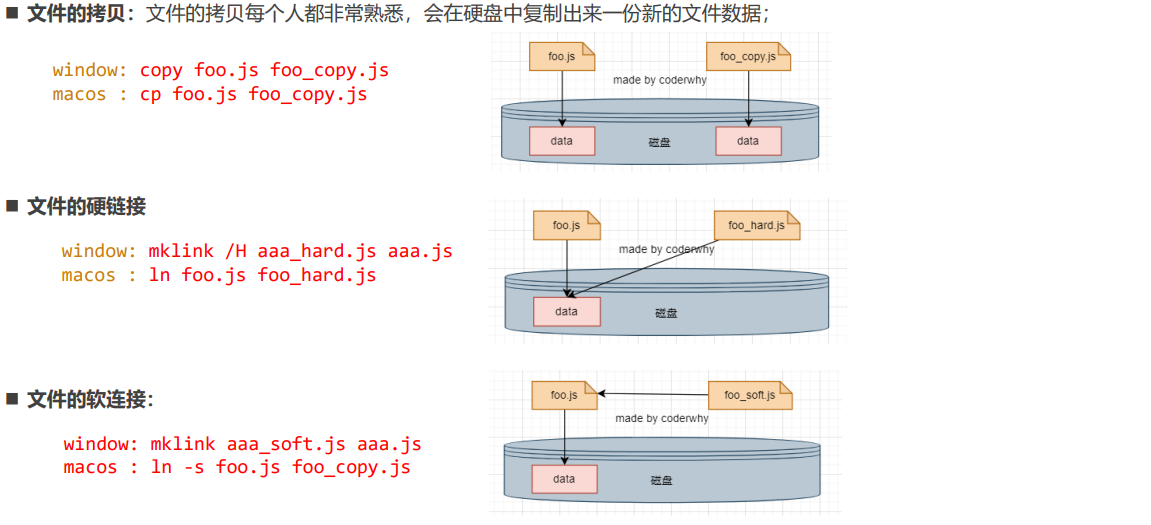 ■ 文件的拷贝：文件的拷贝每个人都非常熟悉，会在硬盘中复制出来一份新的文件数据；
window: copy foo.js foo_copy.js
macos : cp foo.js foo_copy.js
foo.js
foo_copy.js
made by coderwhy
data
磁盘
data
■ 文件的硬链接
window: mklink /H aaa_hard.js aaa.js
macos : ln foo.js foo_hard.js
foo.js
foo_hard.js
made by coderwhy
data
磁盘
■ 文件的软连接：
window: mklink aaa_soft.js aaa.js
macos : ln -s foo.js foo_copy.js
foo.js
foo_soft.js
made by coderwhy
data
磁盘